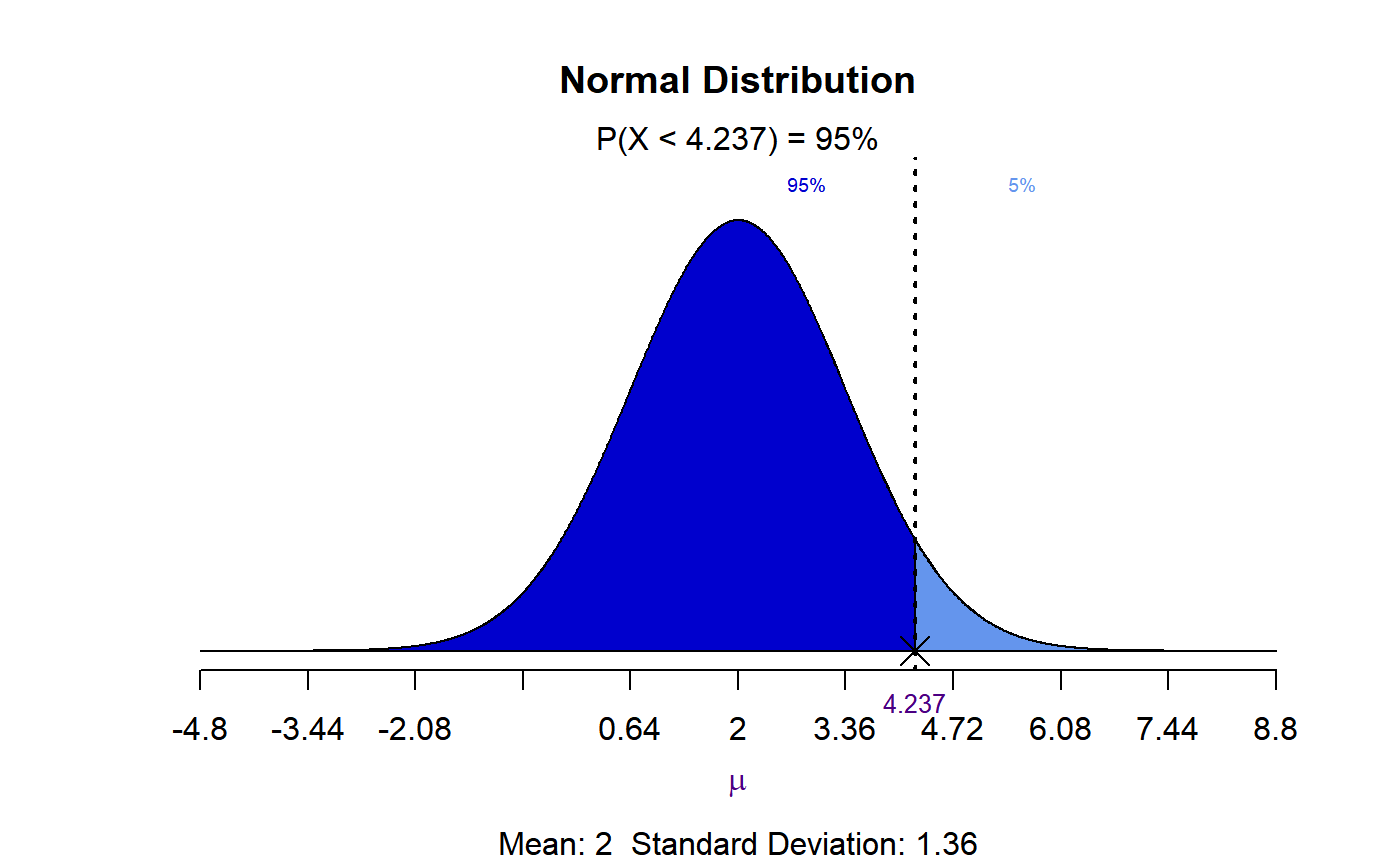 Normal Distribution
P(X < 4.237) = 95%
95% 5%
4.237
-4.8 -3.44 -2.08 0.64 2 3.36 4.72 6.08 7.44 8.8
μ
Mean: 2 Standard Deviation: 1.36